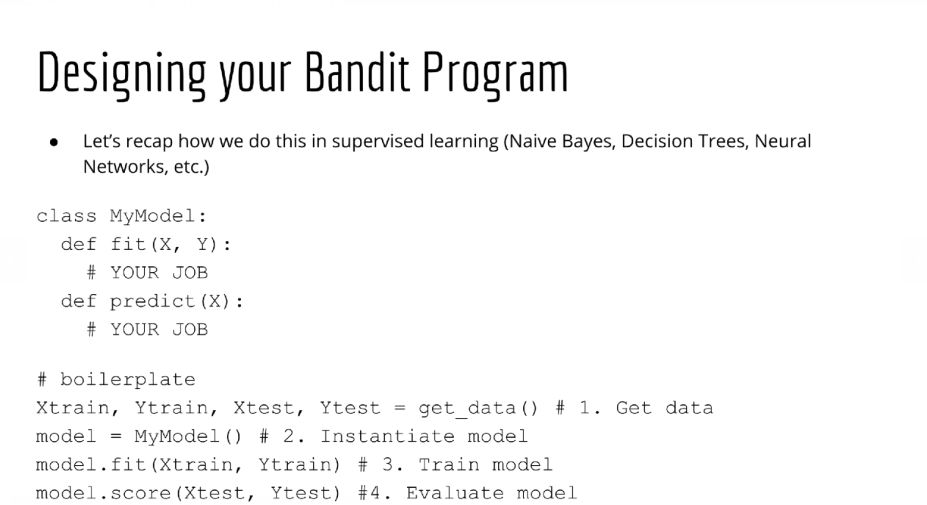 Designing your Bandit Program
● Let's recap how we do this in supervised learning (Naive Bayes, Decision Trees, Neural
Networks, etc.)
class MyModel:
  def fit(X, Y):
    # YOUR JOB
  def predict(X):
    # YOUR JOB
# boilerplate
Xtrain, Ytrain, Xtest, Ytest = get_data() # 1. Get data
model = MyModel() # 2. Instantiate model
model.fit(Xtrain, Ytrain) # 3. Train model
model.score(Xtest, Ytest) #4. Evaluate model